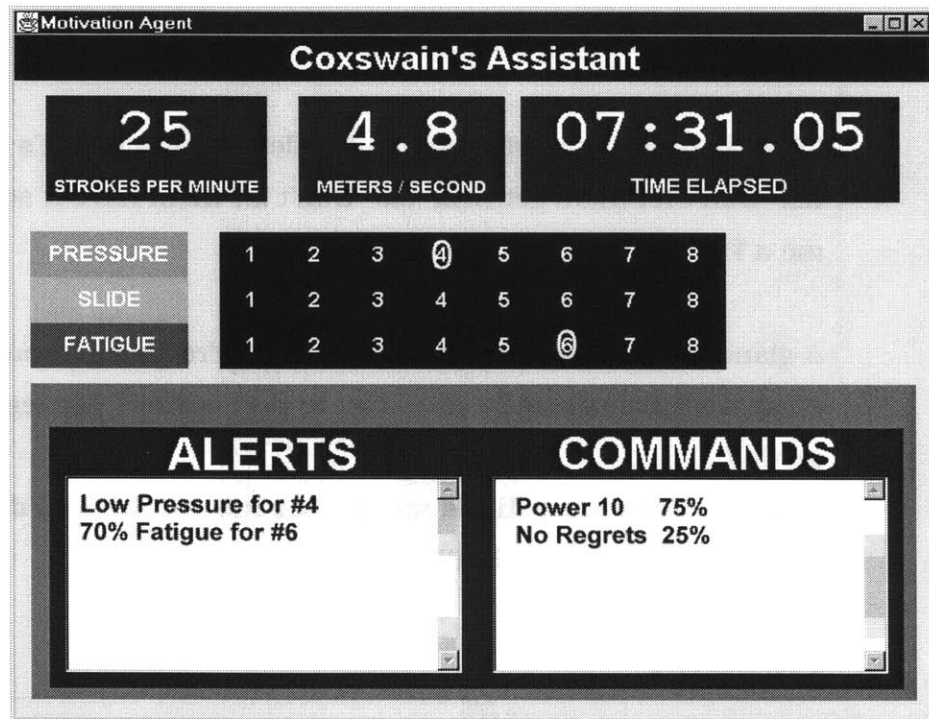 Motivation Agent
Coxswain's Assistant
25
STROKES PER MINUTE
4.8
METERS / SECOND
07:31.05
TIME ELAPSED
PRESSURE 1 2 3 4 5 6 7 8
SLIDE 1 2 3 4 5 6 7 8
FATIGUE 1 2 3 4 5 6 7 8
ALERTS
Low Pressure for #4
70% Fatigue for #6
COMMANDS
Power 10 75%
No Regrets 25%